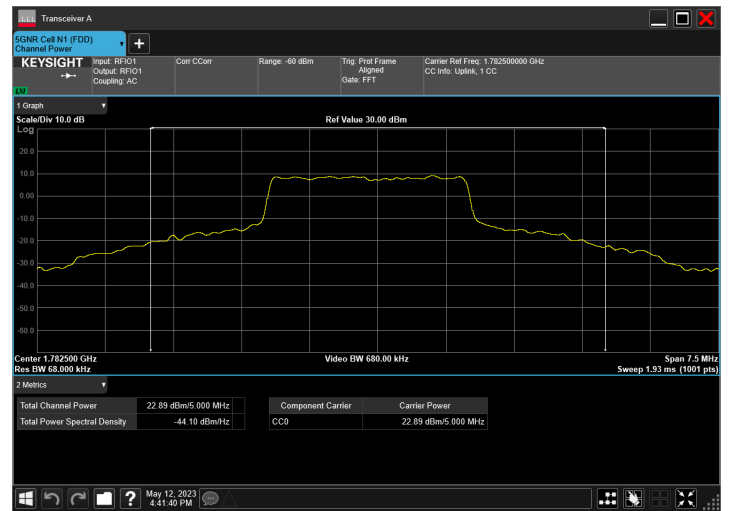 Transceiver A
5GNR Cell N1 (FDD)
Channel Power
KEYSIGHT
Input: RFIO1
Output: RFIO1
Coupling: AC
Corr CCorr
Range: -60 dBm
Trig: Prot Frame
Aligned
Gate: FFT
Carrier Ref Freq: 1.782500000 GHz
CC Info: Uplink, 1 CC
LXI
1 Graph
Scale/Div 10.0 dB
Ref Value 30.00 dBm
Log
20.0
10.0
0.00
-10.0
-20.0
-30.0
-40.0
-50.0
-60.0
Center 1.782500 GHz
Video BW 680.00 kHz
Span 7.5 MHz
Res BW 68.000 kHz
Sweep 1.93 ms (1001 pts)
2 Metrics
Total Channel Power 22.89 dBm/5.000 MHz
Total Power Spectral Density -44.10 dBm/Hz
Component Carrier Carrier Power
CC0 22.89 dBm/5.000 MHz
?
May 12, 2023
4:41:40 PM